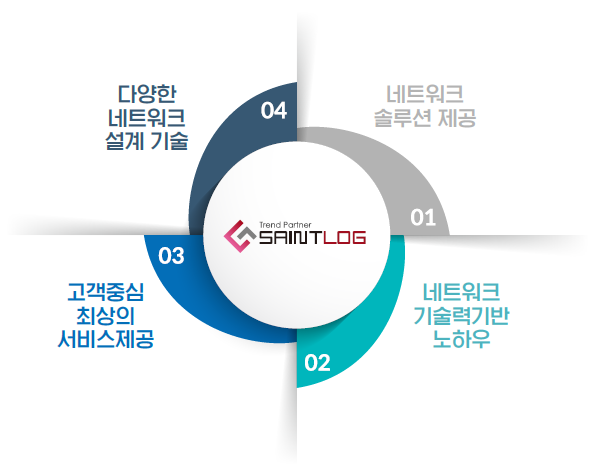 다양한
네트워크
설계 기술
04
네트워크
솔루션 제공
01
Trend Partner
SAINTLOG
03
고객중심
최상의
서비스제공
네트워크
기술력기반
노하우
02